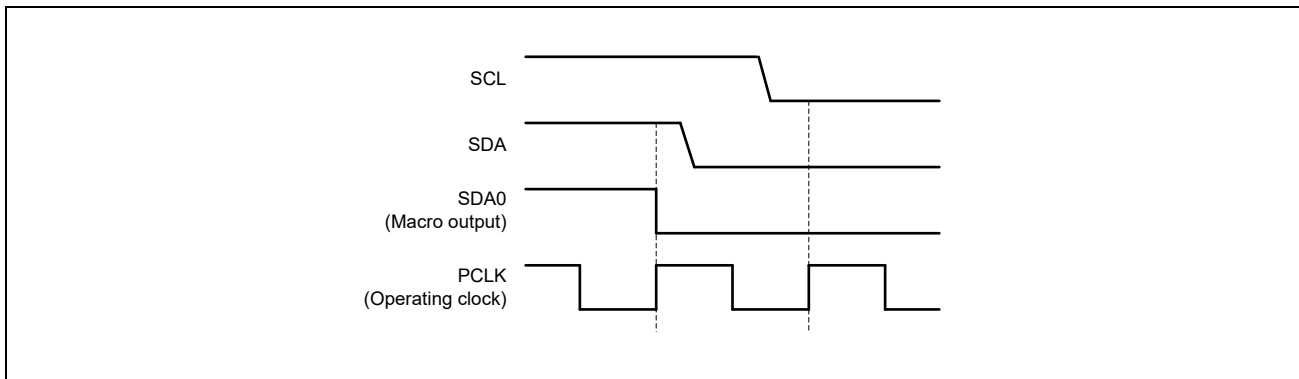 SCL
SDA
SDA0
(Macro output)
PCLK
(Operating clock)